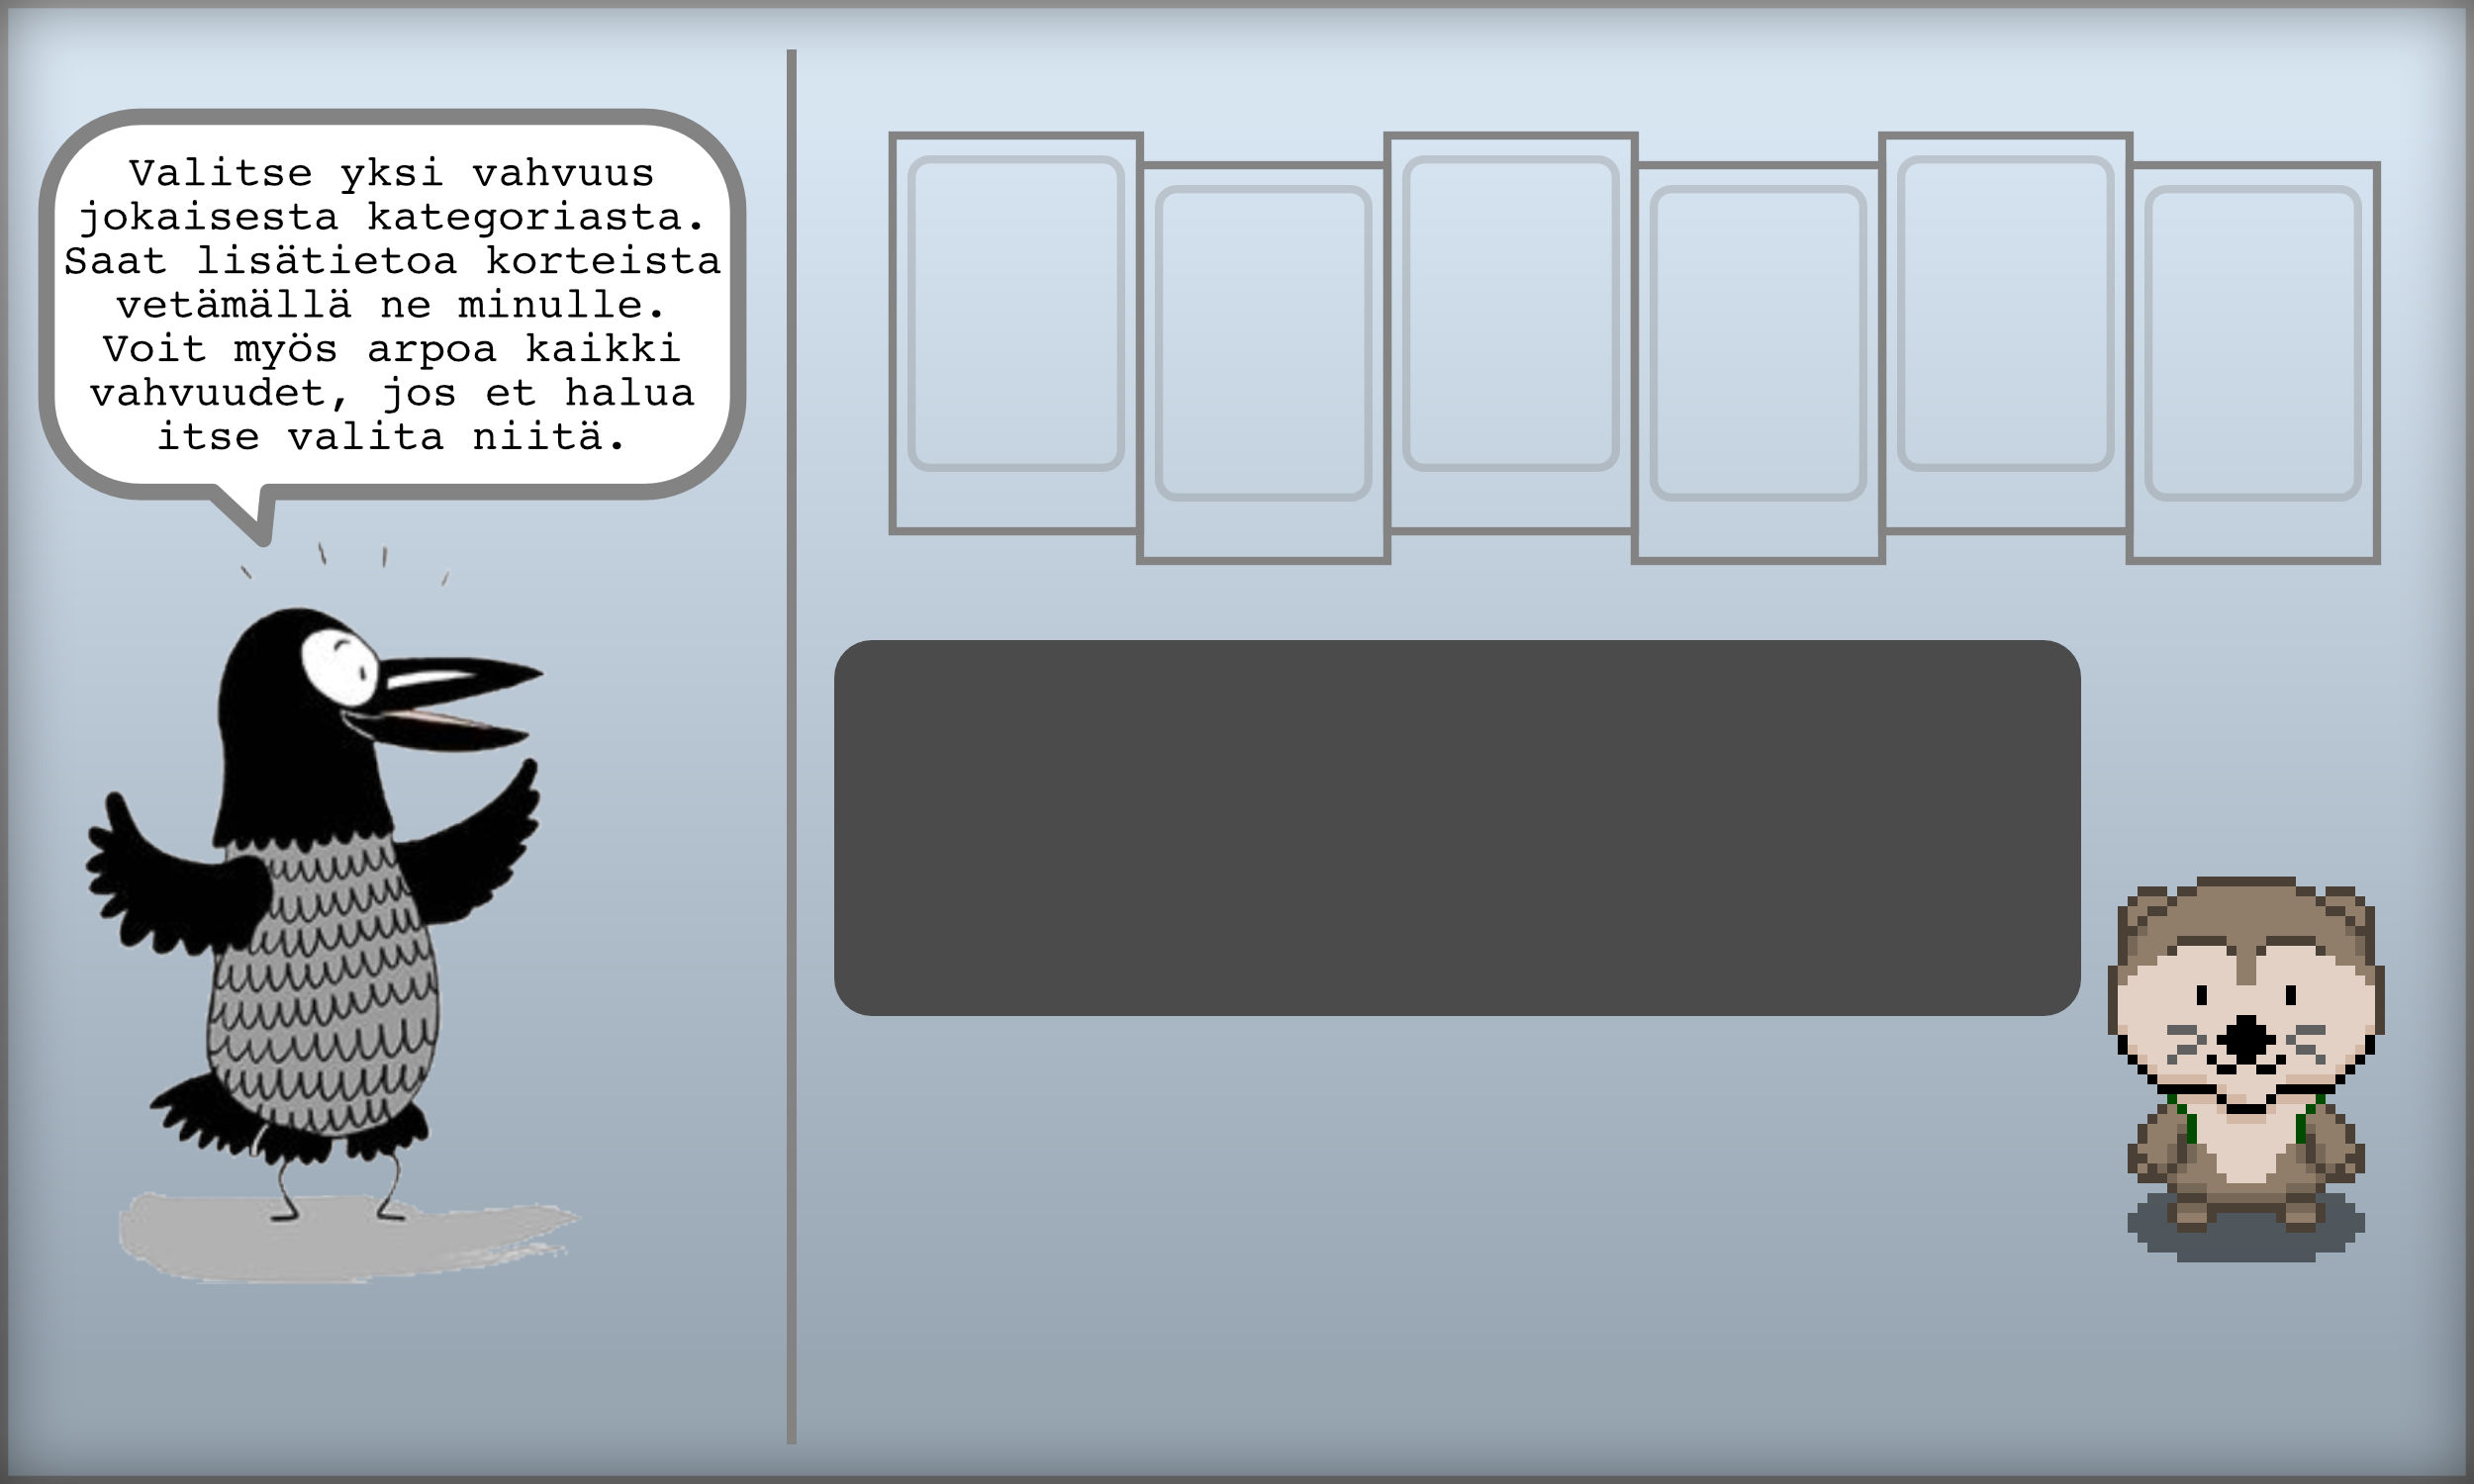 Valitse yksi vahvuus
jokaisesta kategoriasta.
Saat lisätietoa korteista
vetämällä ne minulle.
Voit myös arpoa kaikki
vahvuudet, jos et halua
itse valita niitä.